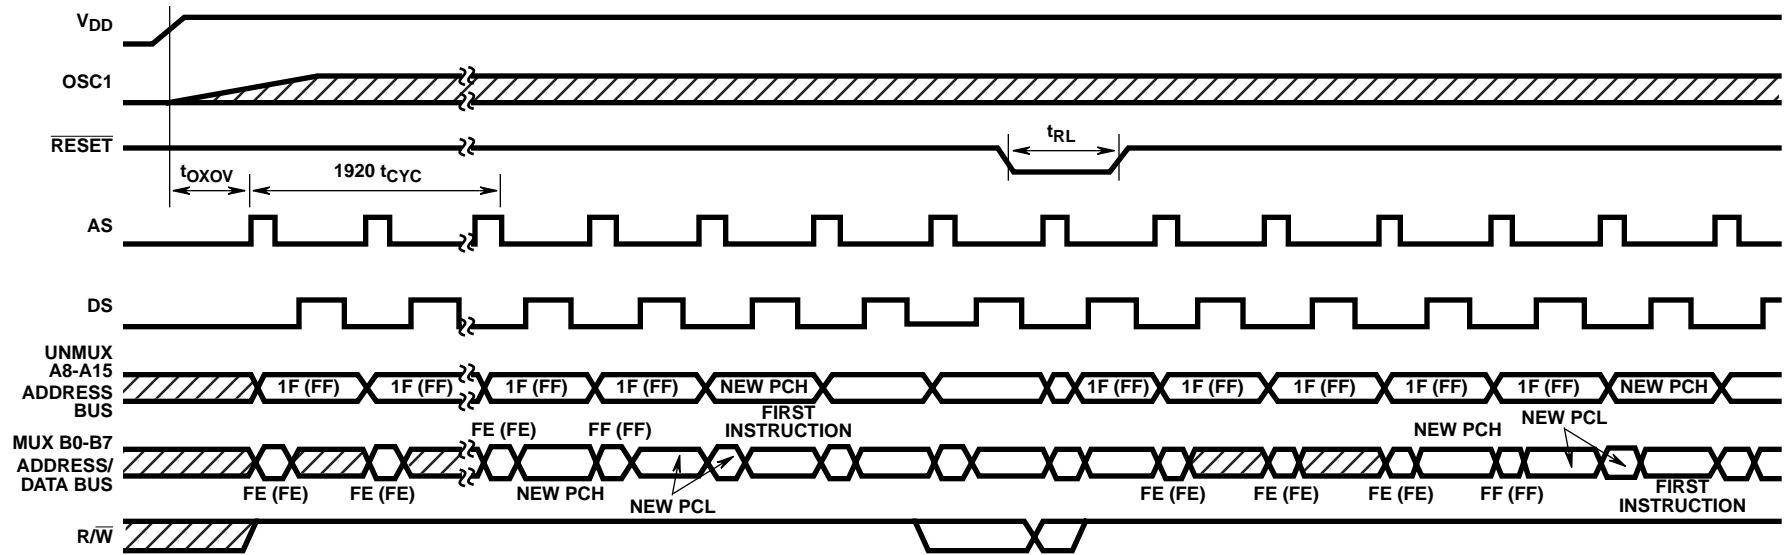 VDD
OSC1
RESET
tRL
tOXOV
1920 tCYC
AS
DS
UNMUX
A8-A15
ADDRESS
BUS
1F (FF) 1F (FF) 1F (FF) 1F (FF) NEW PCH 1F (FF) 1F (FF) 1F (FF) 1F (FF) 1F (FF) NEW PCH
FIRST
INSTRUCTION
FE (FE) FF (FF)
NEW PCH
NEW PCL
MUX B0-B7
ADDRESS/
DATA BUS
FE (FE) FE (FE)
NEW PCH
NEW PCL
FE (FE) FE (FE) FE (FE) FF (FF)
FIRST
INSTRUCTION
R/W